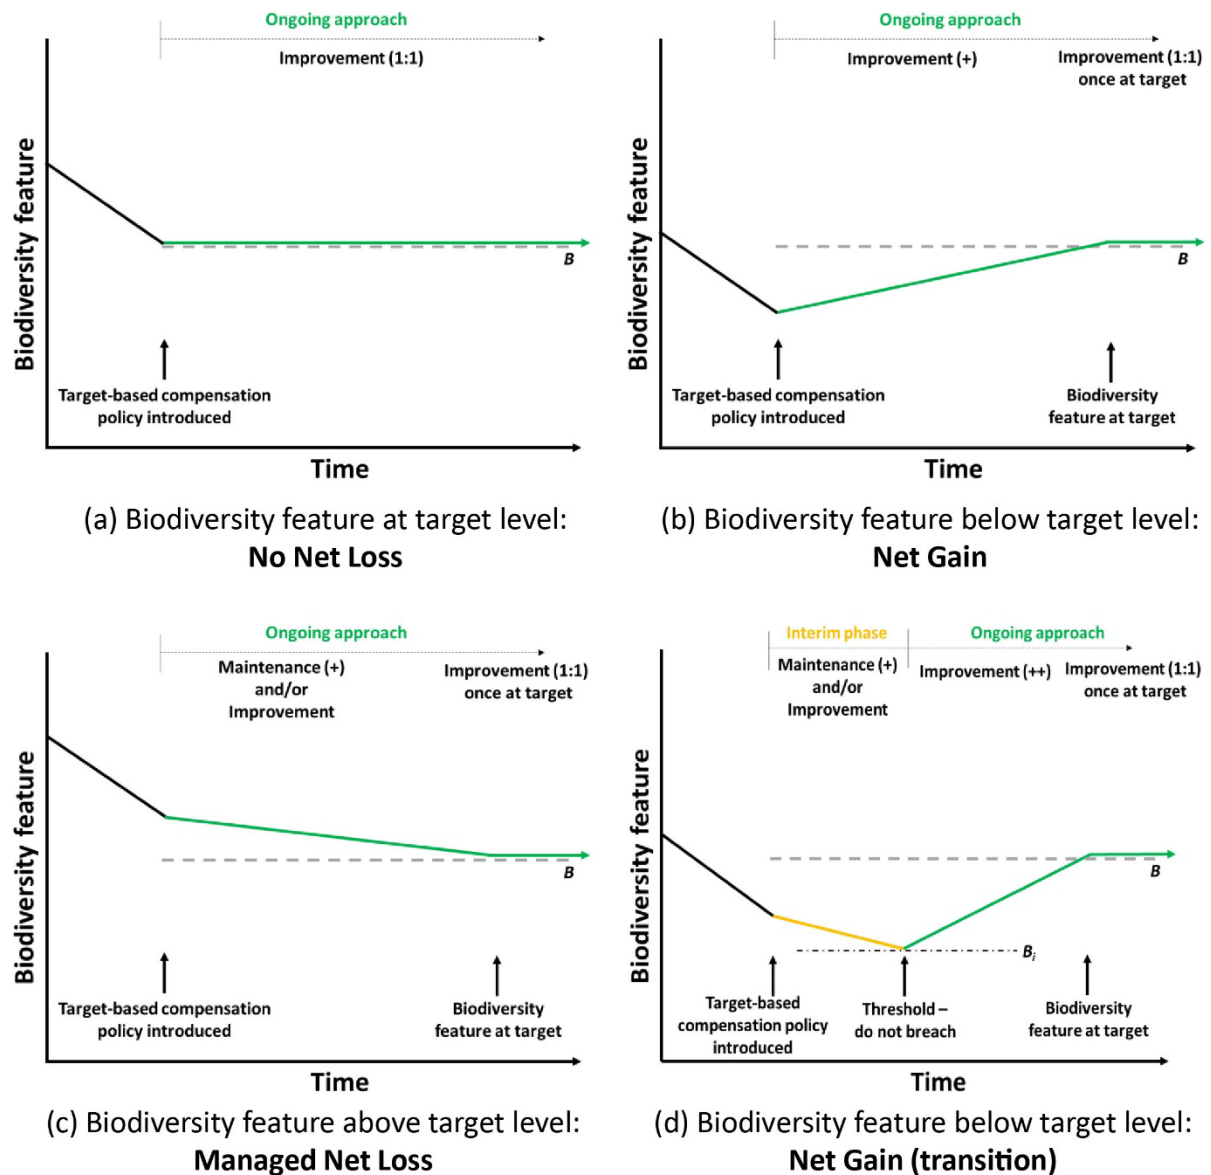 Ongoing approach
Improvement (1:1)
Biodiversity feature
B
Target-based compensation
policy introduced
Time
(a) Biodiversity feature at target level:
No Net Loss
Ongoing approach
Improvement (+)
Improvement (1:1)
once at target
Biodiversity feature
B
Target-based compensation
policy introduced
Biodiversity
feature at target
Time
(b) Biodiversity feature below target level:
Net Gain
Ongoing approach
Maintenance (+)
and/or
Improvement
Improvement (1:1)
once at target
Biodiversity feature
B
Target-based compensation
policy introduced
Biodiversity
feature at target
Time
(c) Biodiversity feature above target level:
Managed Net Loss
Interim phase
Ongoing approach
Maintenance (+)
and/or
Improvement
Improvement (++)
Improvement (1:1)
once at target
Biodiversity feature
B
Bi
Target-based
compensation policy
introduced
Threshold –
do not breach
Biodiversity
feature at target
Time
(d) Biodiversity feature below target level:
Net Gain (transition)